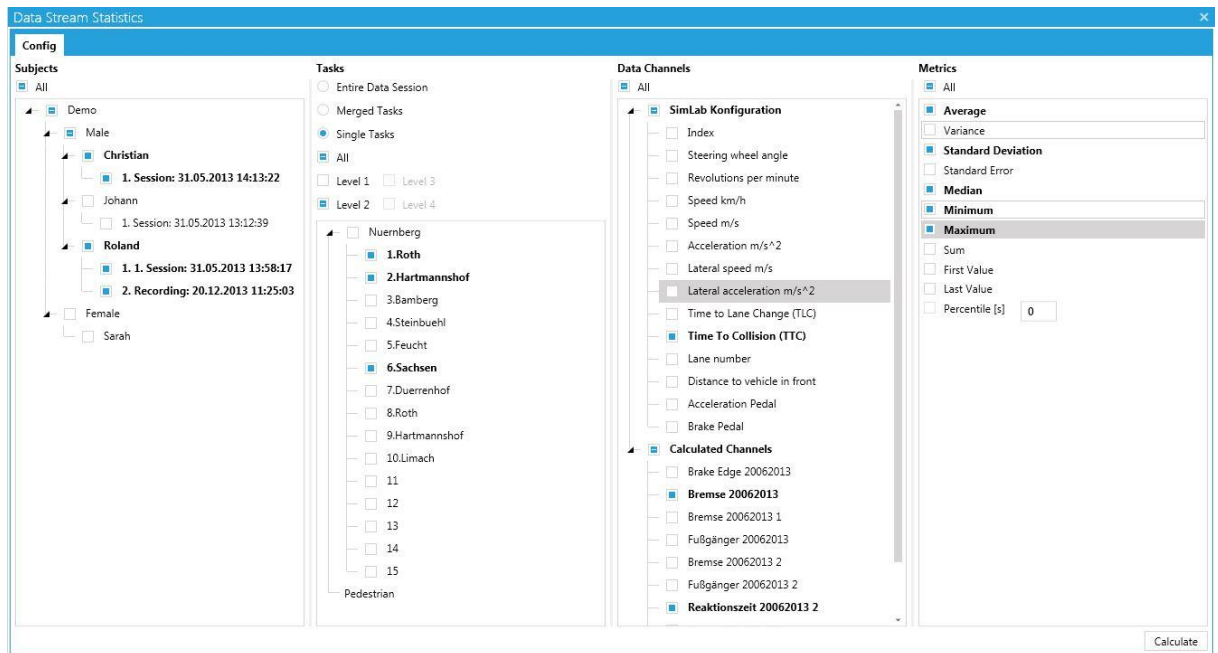 Data Stream Statistics
Config
Subjects
All
Demo
Male
Christian
1. Session: 31.05.2013 14:13:22
Johann
1. Session: 31.05.2013 13:12:39
Roland
1. 1. Session: 31.05.2013 13:58:17
2. Recording: 20.12.2013 11:25:03
Female
Sarah
Tasks
Entire Data Session
Merged Tasks
Single Tasks
All
Level 1 Level 3
Level 2 Level 4
Nuernberg
1.Roth
2.Hartmannshof
3.Bamberg
4.Steinbuehl
5.Feucht
6.Sachsen
7.Duerrenhof
8.Roth
9.Hartmannshof
10.Limach
11
12
13
14
15
Pedestrian
Data Channels
All
SimLab Konfiguration
Index
Steering wheel angle
Revolutions per minute
Speed km/h
Speed m/s
Acceleration m/s^2
Lateral speed m/s
Lateral acceleration m/s^2
Time to Lane Change (TLC)
Time To Collision (TTC)
Lane number
Distance to vehicle in front
Acceleration Pedal
Brake Pedal
Calculated Channels
Brake Edge 20062013
Bremse 20062013
Bremse 20062013 1
Fußgänger 20062013
Bremse 20062013 2
Fußgänger 20062013 2
Reaktionszeit 20062013 2
Metrics
All
Average
Variance
Standard Deviation
Standard Error
Median
Minimum
Maximum
Sum
First Value
Last Value
Percentile [s] 0
Calculate